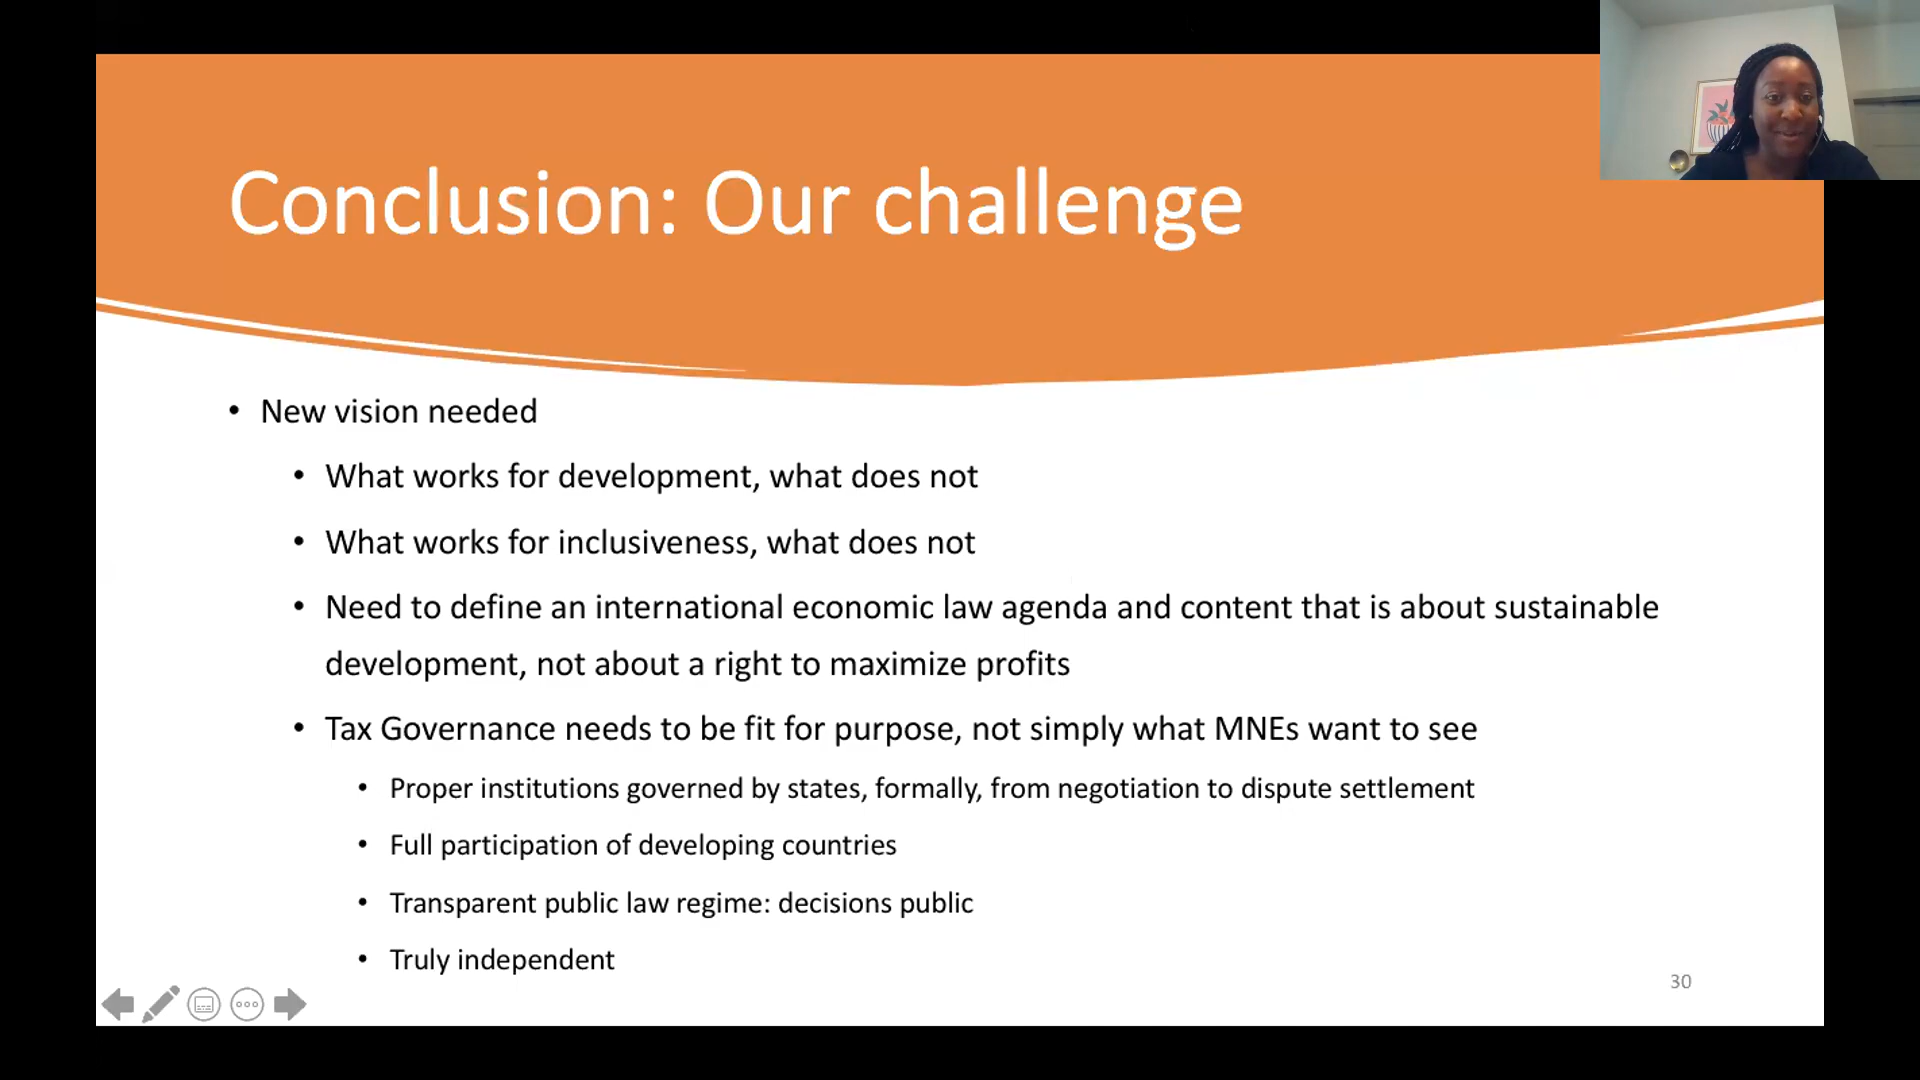 Conclusion: Our challenge
• New vision needed
• What works for development, what does not
• What works for inclusiveness, what does not
• Need to define an international economic law agenda and content that is about sustainable
development, not about a right to maximize profits
• Tax Governance needs to be fit for purpose, not simply what MNEs want to see
• Proper institutions governed by states, formally, from negotiation to dispute settlement
• Full participation of developing countries
• Transparent public law regime: decisions public
• Truly independent
30